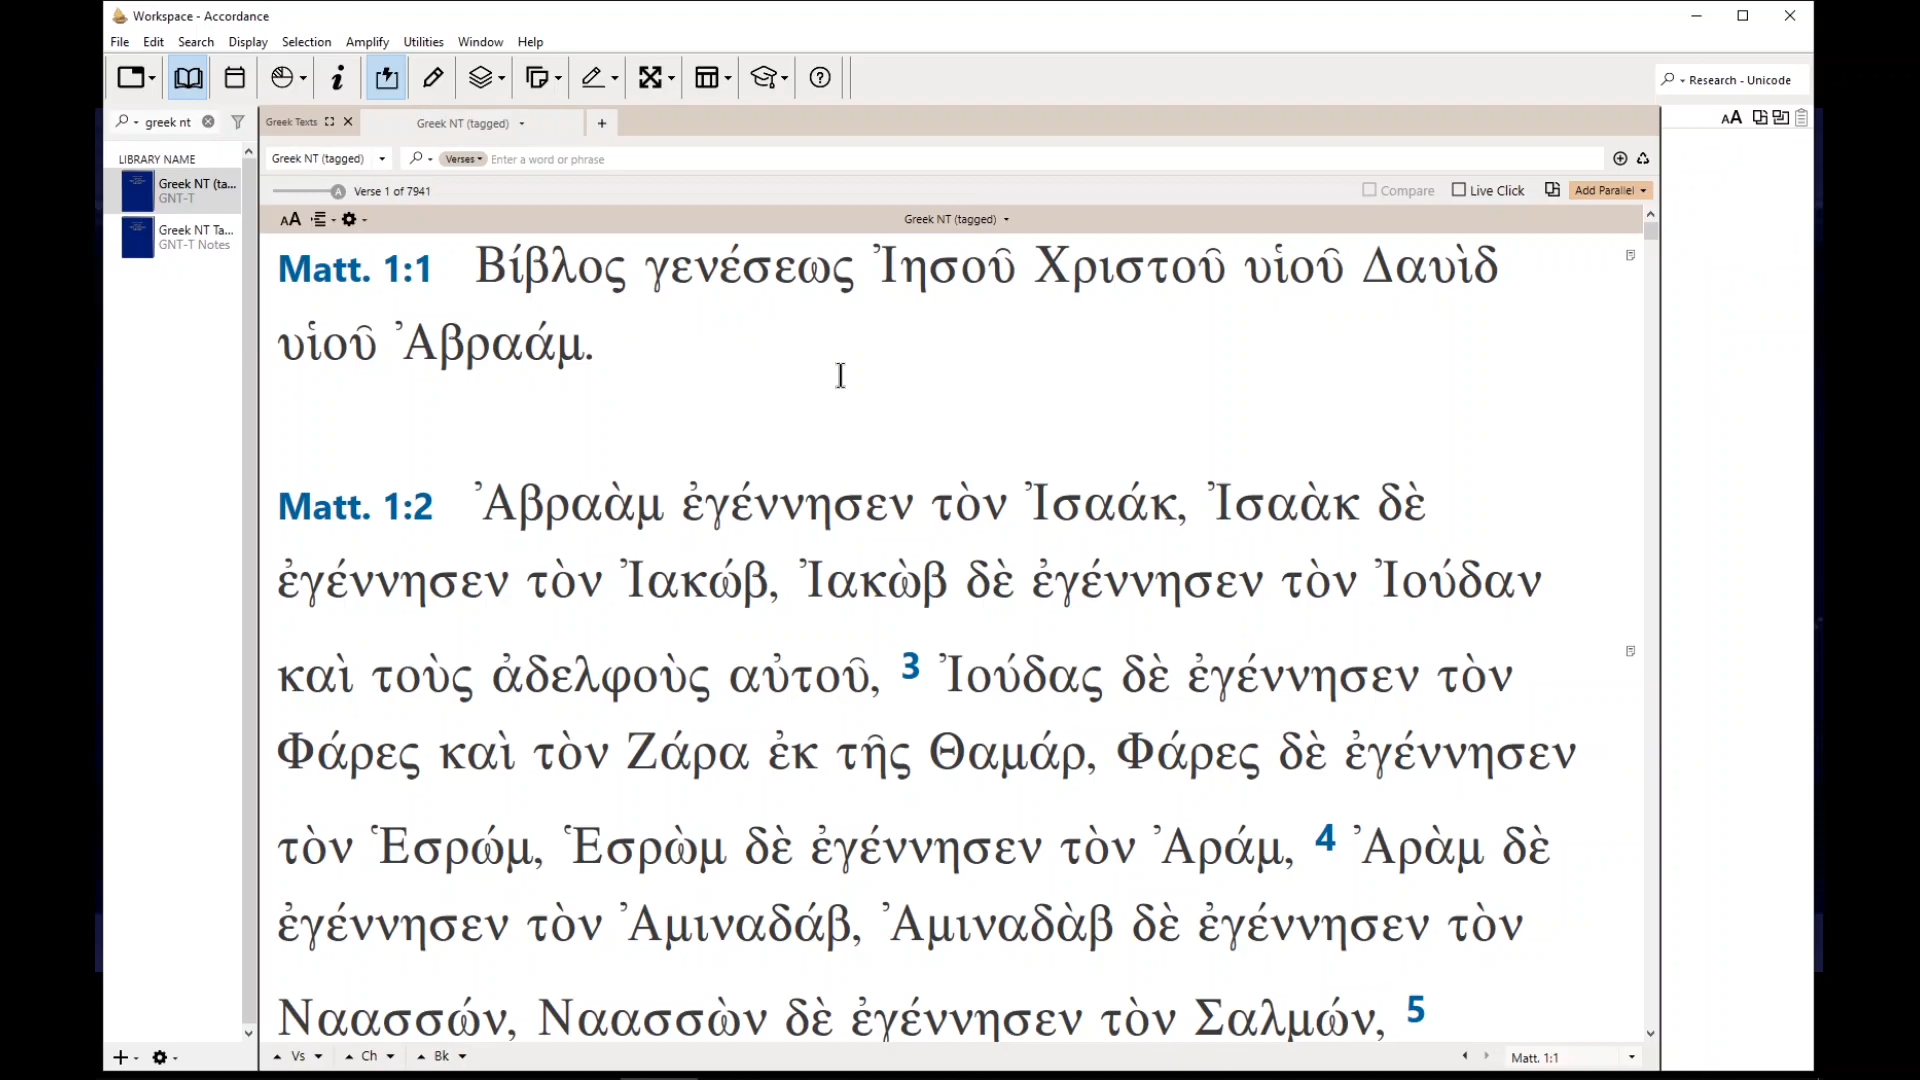 Workspace - Accordance
File Edit Search Display Selection Amplify Utilities Window Help
Research - Unicode
greek nt
Greek Texts
Greek NT (tagged)
LIBRARY NAME
Greek NT (ta...
GNT-T
Greek NT Ta...
GNT-T Notes
Greek NT (tagged) Verses Enter a word or phrase
A Verse 1 of 7941 Compare Live Click Add Parallel
AA Greek NT (tagged)
AA
Matt. 1:1 Βίβλος γενέσεως Ἰησοῦ Χριστοῦ υἱοῦ Δαυὶδ
υἱοῦ Ἀβραάμ.
Matt. 1:2 Ἀβραὰμ ἐγέννησεν τὸν Ἰσαάκ, Ἰσαὰκ δὲ
ἐγέννησεν τὸν Ἰακώβ, Ἰακὼβ δὲ ἐγέννησεν τὸν Ἰούδαν
καὶ τοὺς ἀδελφοὺς αὐτοῦ, 3 Ἰούδας δὲ ἐγέννησεν τὸν
Φάρες καὶ τὸν Ζάρα ἐκ τῆς Θαμάρ, Φάρες δὲ ἐγέννησεν
τὸν Ἑσρώμ, Ἑσρὼμ δὲ ἐγέννησεν τὸν Ἀράμ, 4 Ἀρὰμ δὲ
ἐγέννησεν τὸν Ἀμιναδάβ, Ἀμιναδὰβ δὲ ἐγέννησεν τὸν
Ναασσών, Ναασσὼν δὲ ἐγέννησεν τὸν Σαλμών, 5
Vs Ch Bk Matt. 1:1